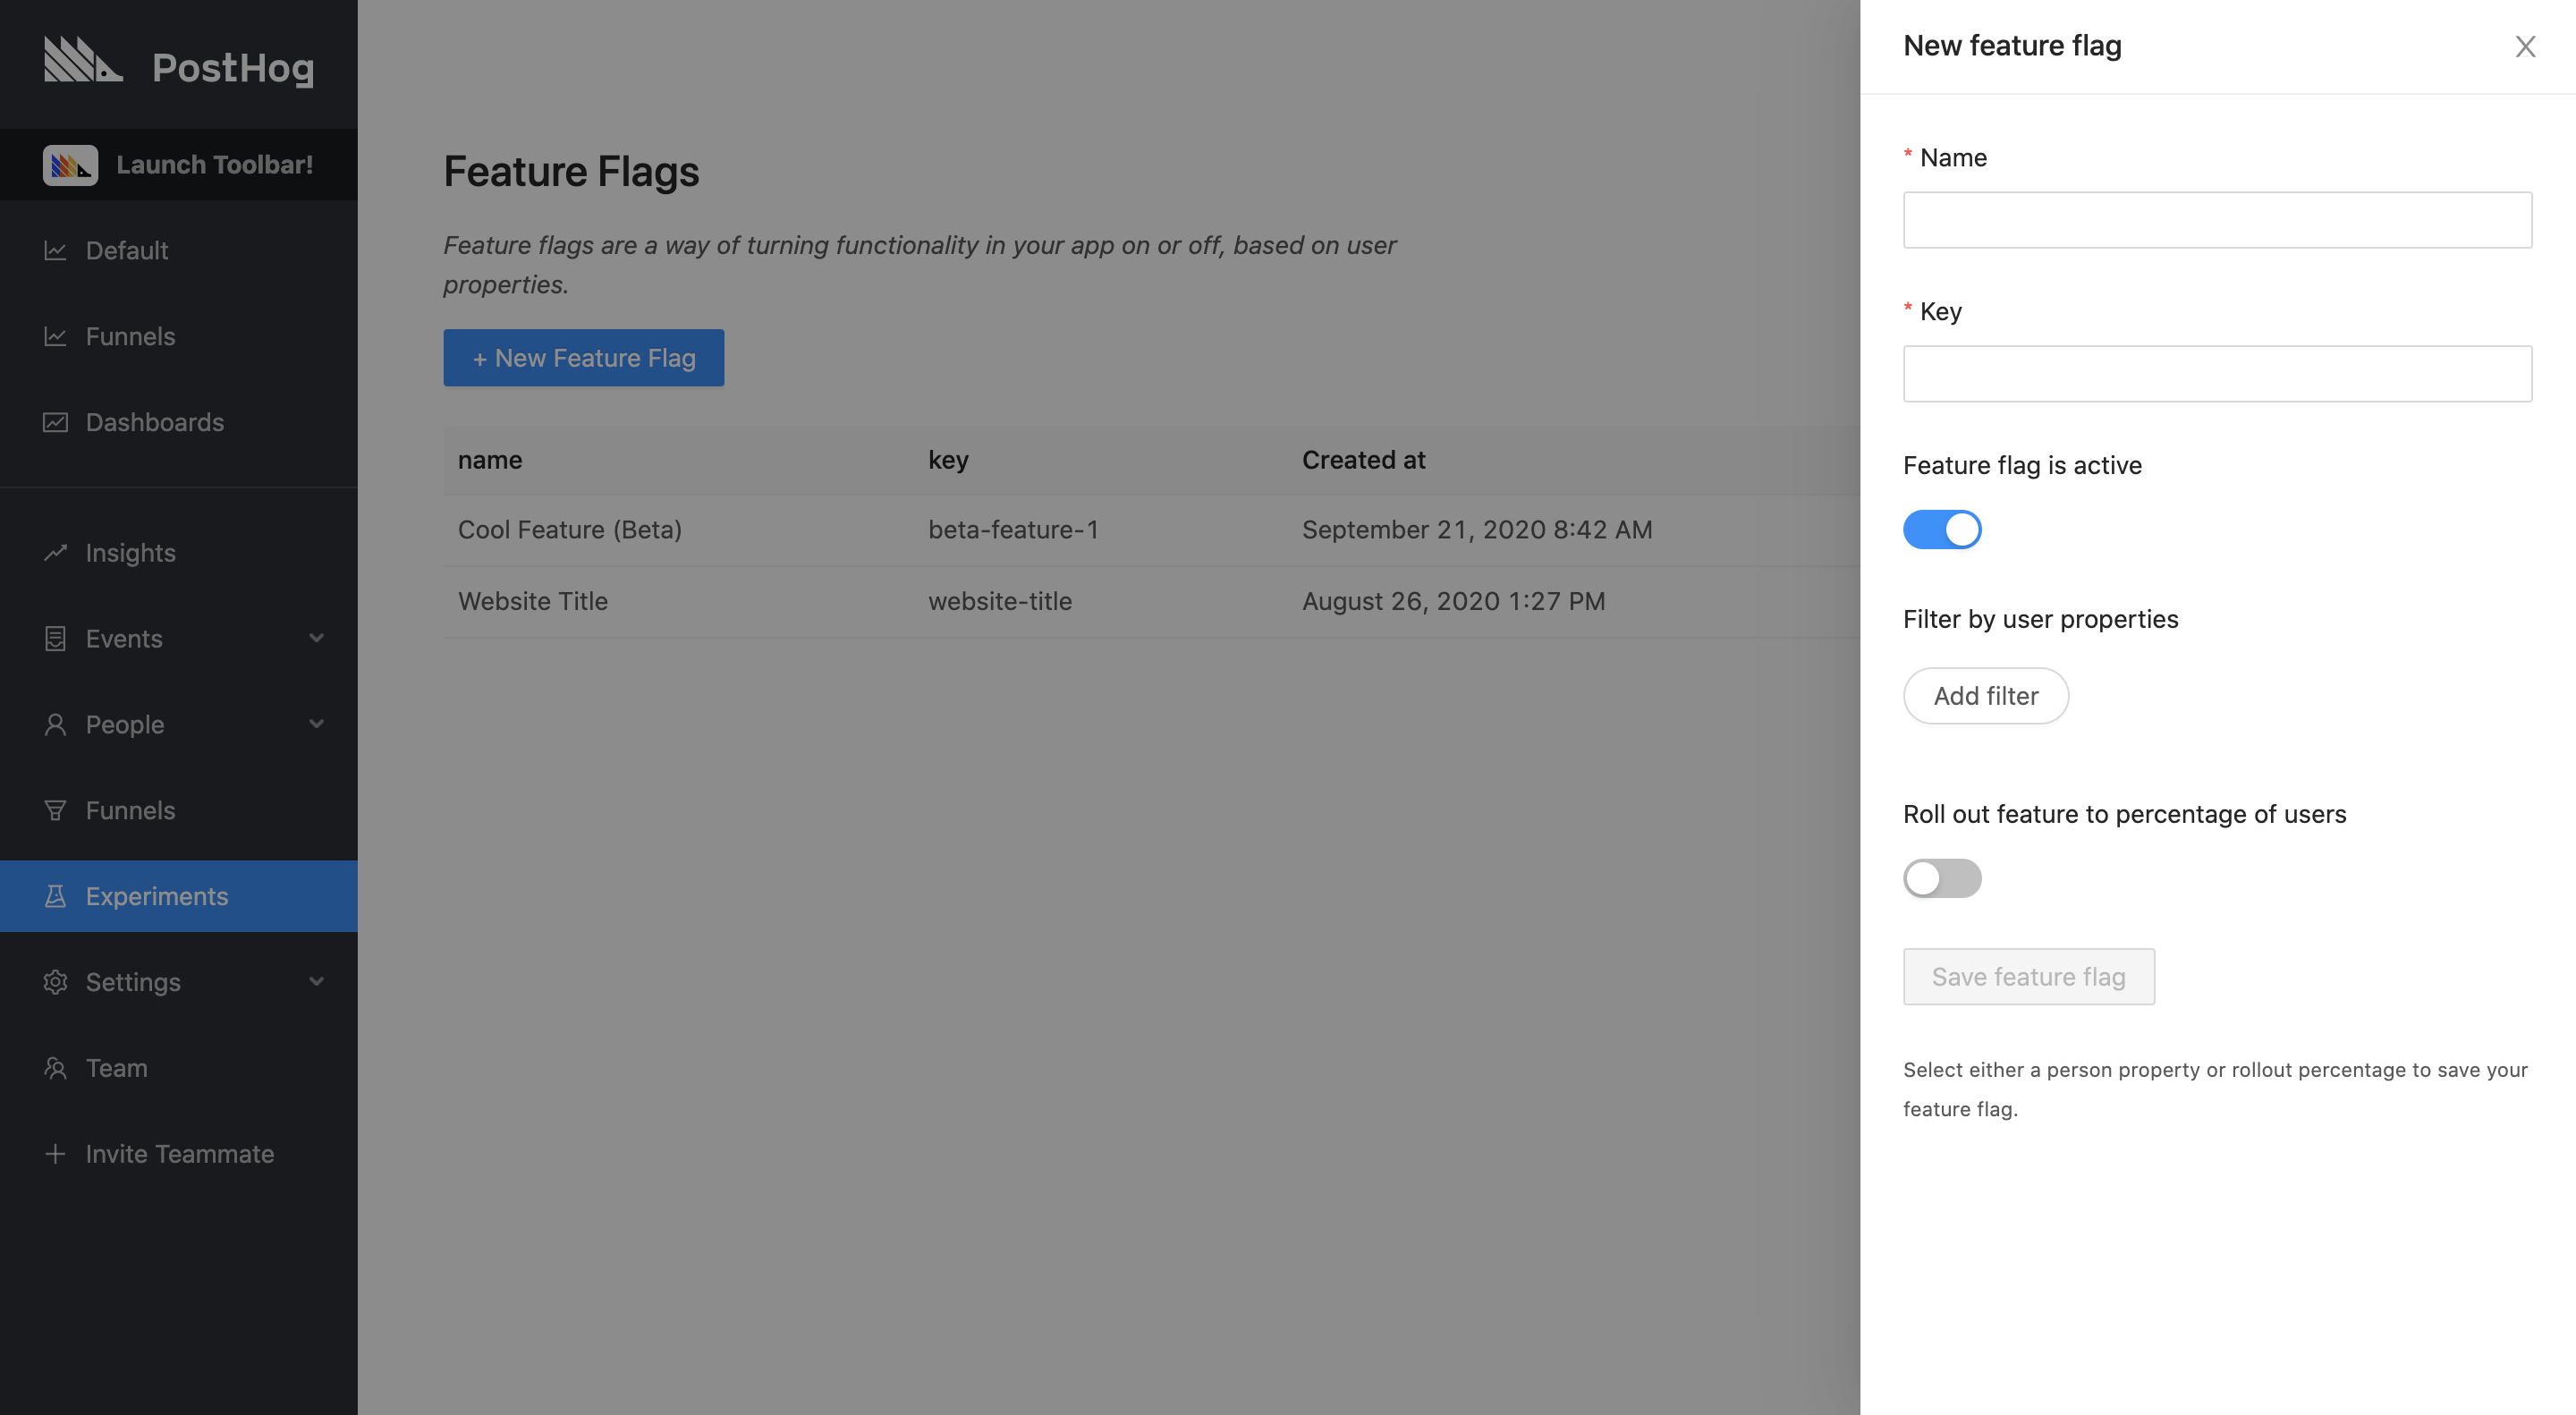 PostHog
Launch Toolbar!
Default
Funnels
Dashboards
Insights
Events
People
Funnels
Experiments
Settings
Team
Invite Teammate
Feature Flags
Feature flags are a way of turning functionality in your app on or off, based on user
properties.
+ New Feature Flag
name key Created at
Cool Feature (Beta) beta-feature-1 September 21, 2020 8:42 AM
Website Title website-title August 26, 2020 1:27 PM
New feature flag
* Name
* Key
Feature flag is active
Filter by user properties
Add filter
Roll out feature to percentage of users
Save feature flag
Select either a person property or rollout percentage to save your
feature flag.